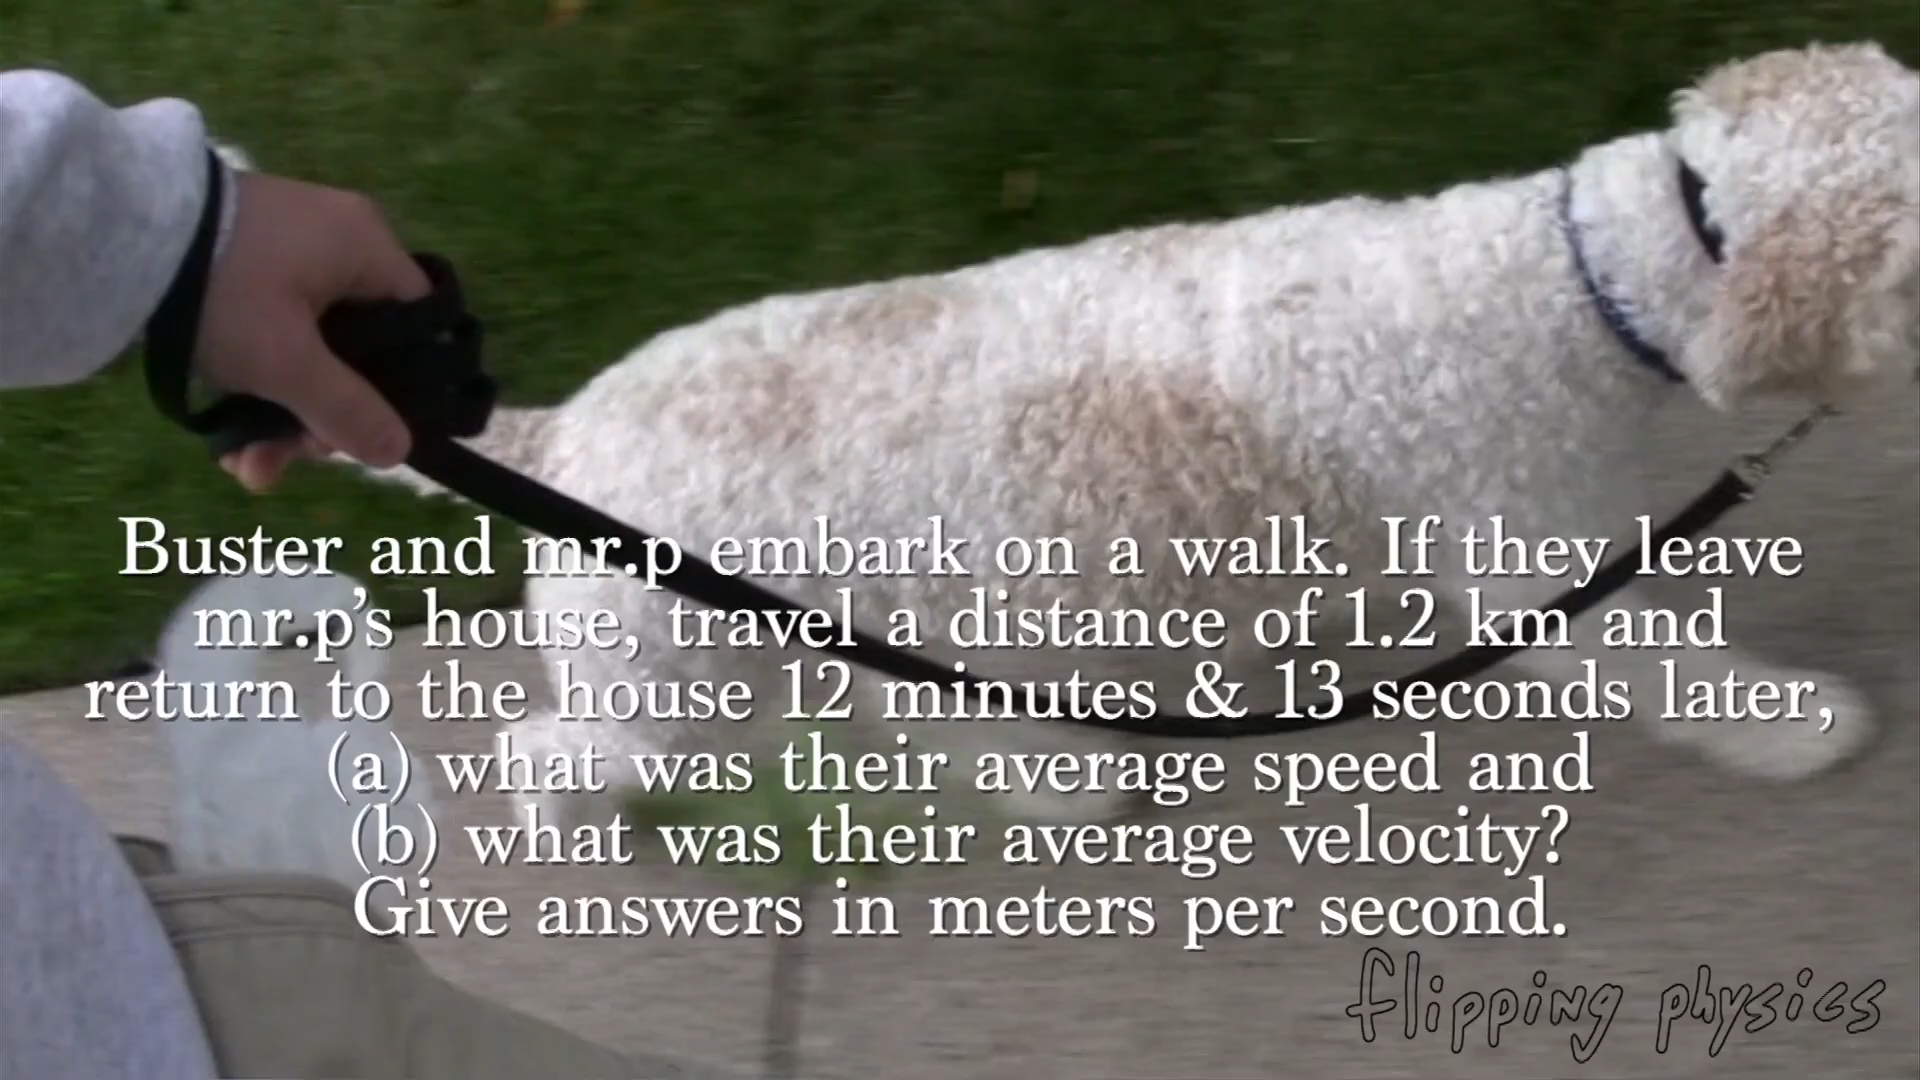 Buster and mr.p embark on a walk. If they leave
mr.p's house, travel a distance of 1.2 km and
return to the house 12 minutes & 13 seconds later,
(a) what was their average speed and
(b) what was their average velocity?
Give answers in meters per second.
flipping physics